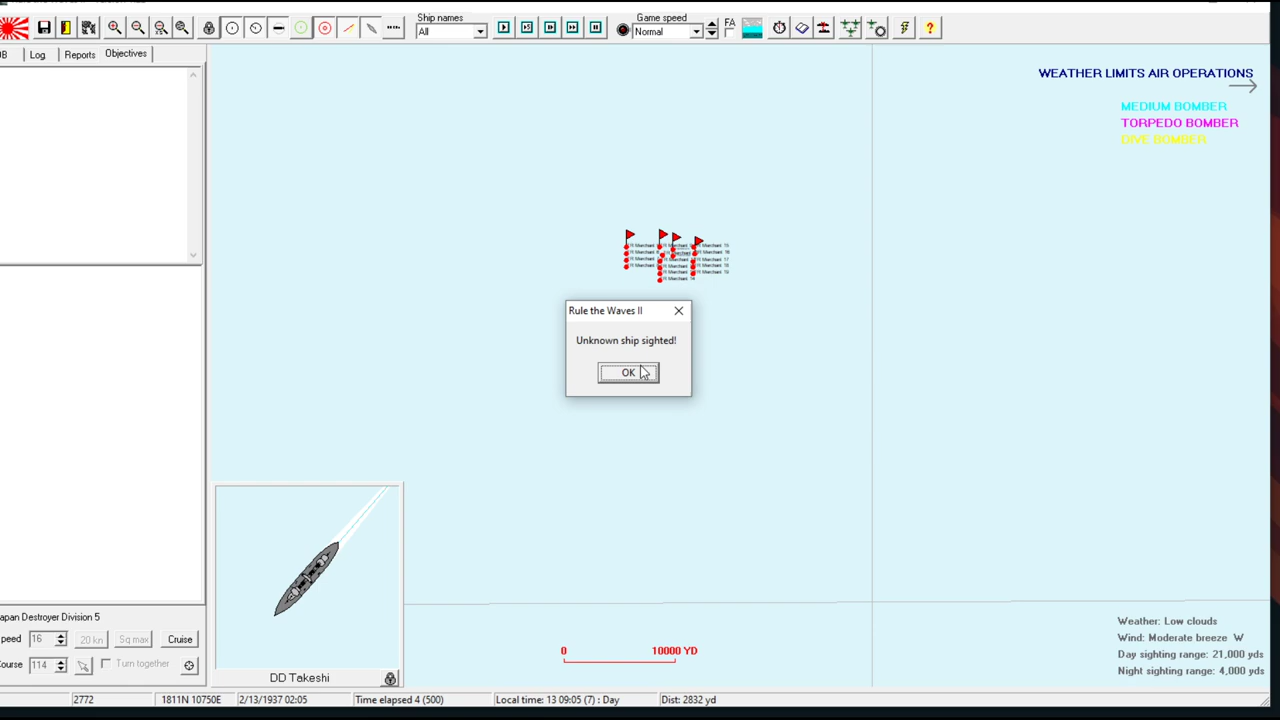 Ship names
All
Game speed
Normal
FA
Log
Reports
Objectives
WEATHER LIMITS AIR OPERATIONS
MEDIUM BOMBER
TORPEDO BOMBER
DIVE BOMBER
Rule the Waves II
Unknown ship sighted!
OK
apan Destroyer Division 5
peed
16
20 kn
Sq max
Cruise
ourse
114
Turn together
DD Takeshi
0
10000 YD
Weather: Low clouds
Wind: Moderate breeze W
Day sighting range: 21,000 yds
Night sighting range: 4,000 yds
2772
1811N 10750E
2/13/1937 02:05
Time elapsed 4 (500)
Local time: 13 09:05 (7) : Day
Dist: 2832 yd